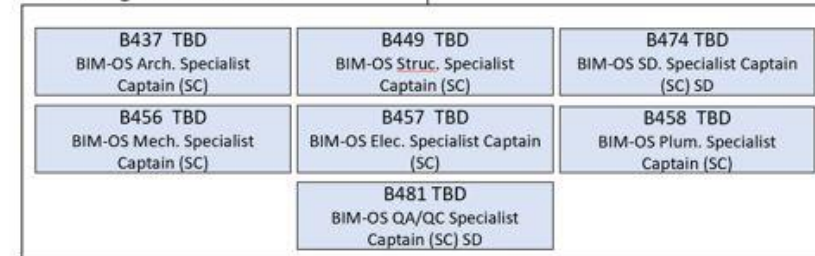 B437 TBD
BIM-OS Arch. Specialist
Captain (SC)
B449 TBD
BIM-OS Struc. Specialist
Captain (SC)
B474 TBD
BIM-OS SD. Specialist Captain
(SC) SD
B456 TBD
BIM-OS Mech. Specialist
Captain (SC)
B457 TBD
BIM-OS Elec. Specialist Captain
(SC)
B458 TBD
BIM-OS Plum. Specialist
Captain (SC)
B481 TBD
BIM-OS QA/QC Specialist
Captain (SC) SD